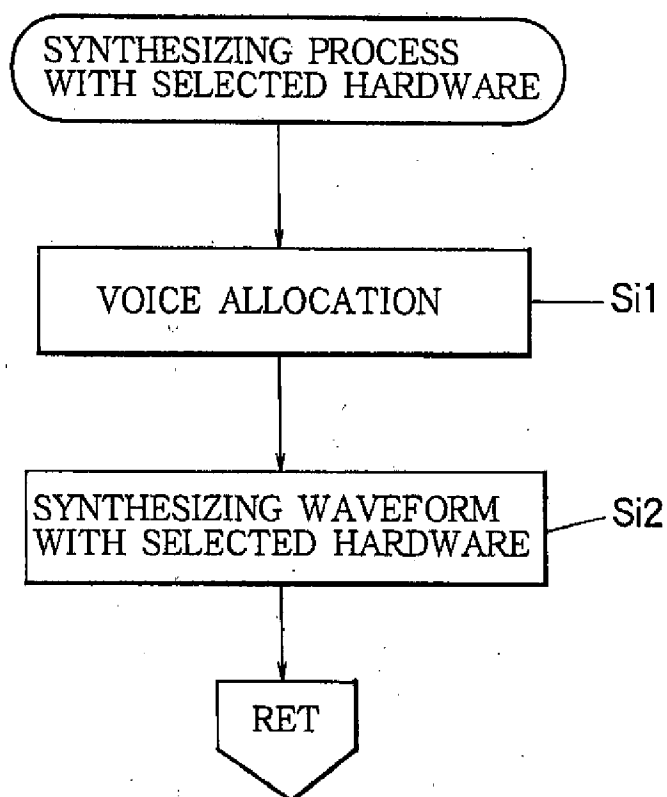 SYNTHESIZING PROCESS
WITH SELECTED HARDWARE
VOICE ALLOCATION
Si1
SYNTHESIZING WAVEFORM
WITH SELECTED HARDWARE
Si2
RET